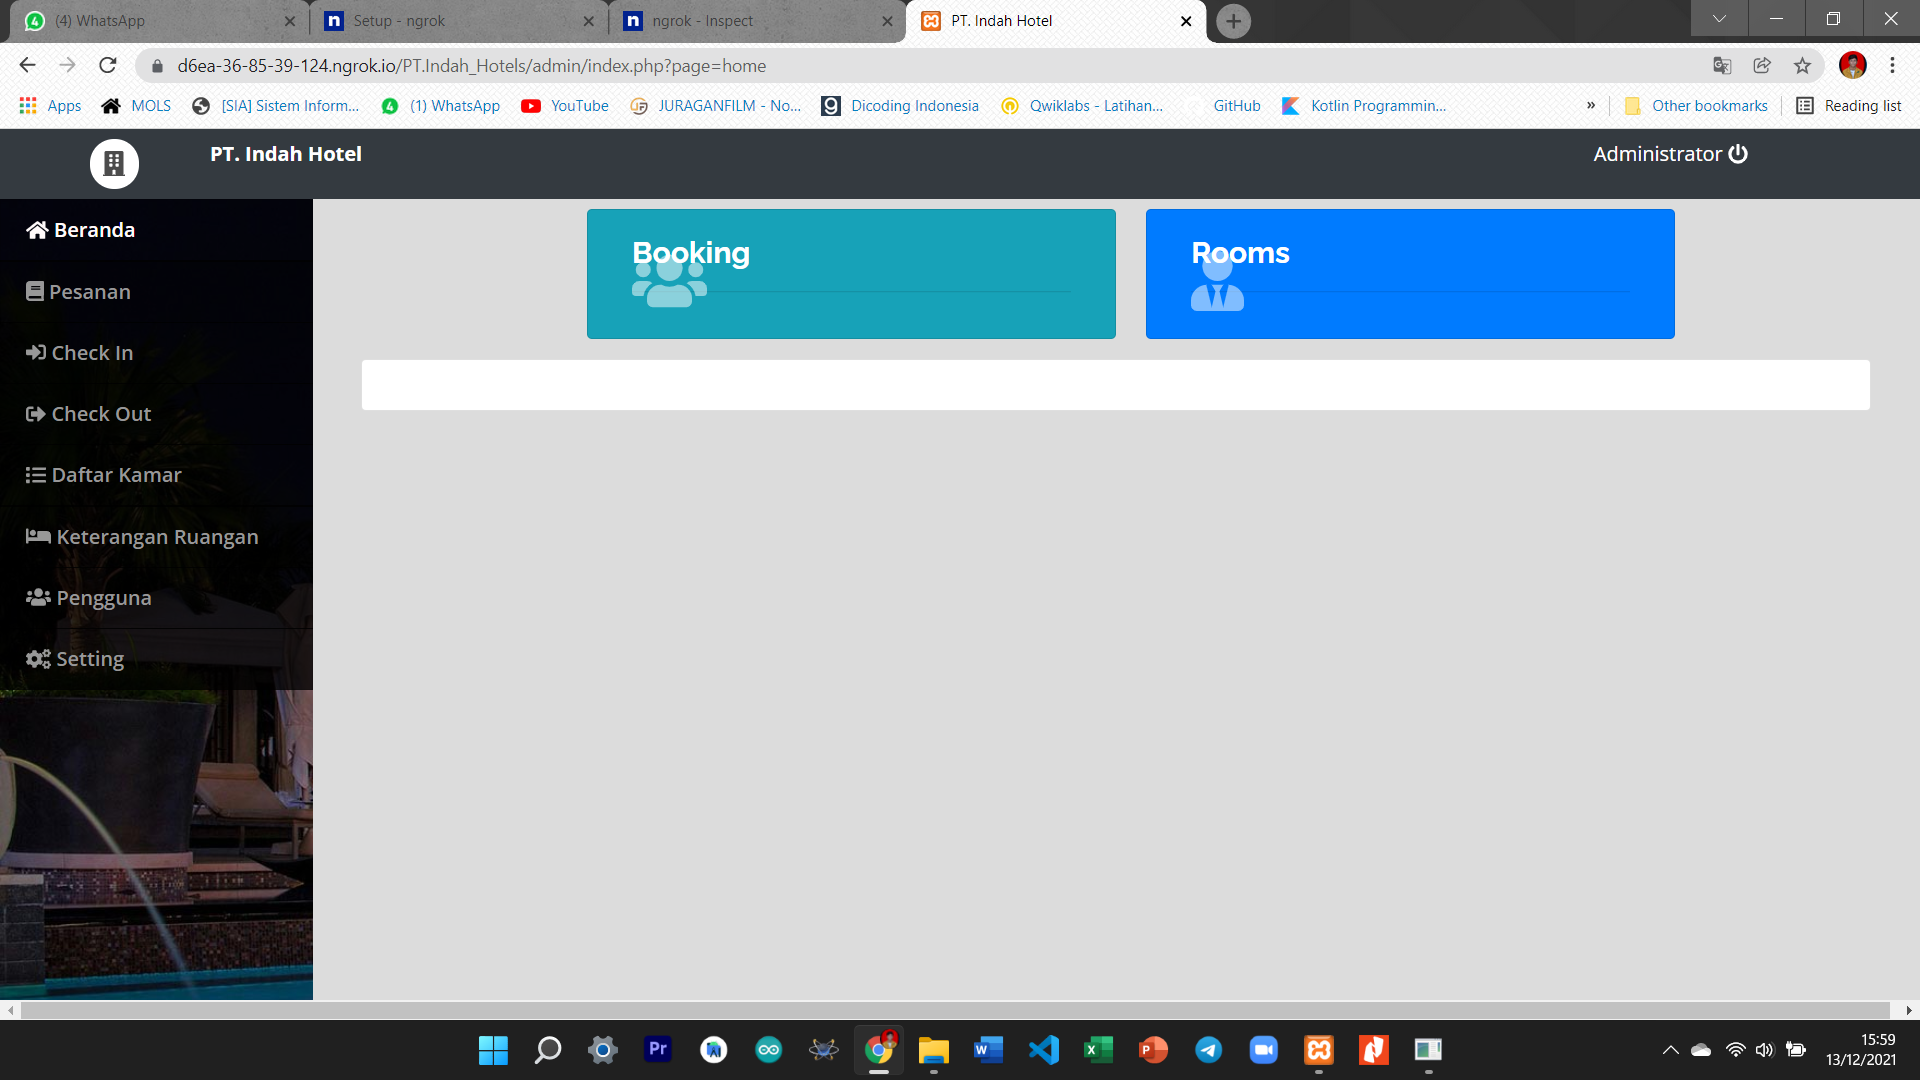 (4) WhatsApp
Setup - ngrok
ngrok - Inspect
PT. Indah Hotel
d6ea-36-85-39-124.ngrok.io/PT.Indah_Hotels/admin/index.php?page=home
Apps
MOLS
[SIA] Sistem Inform...
(1) WhatsApp
YouTube
JURAGANFILM - No...
Dicoding Indonesia
Qwiklabs - Latihan...
GitHub
Kotlin Programmin...
»
Other bookmarks
Reading list
PT. Indah Hotel
Administrator
Beranda
Pesanan
Check In
Check Out
Daftar Kamar
Keterangan Ruangan
Pengguna
Setting
Booking
Rooms
Pr
15:59
13/12/2021